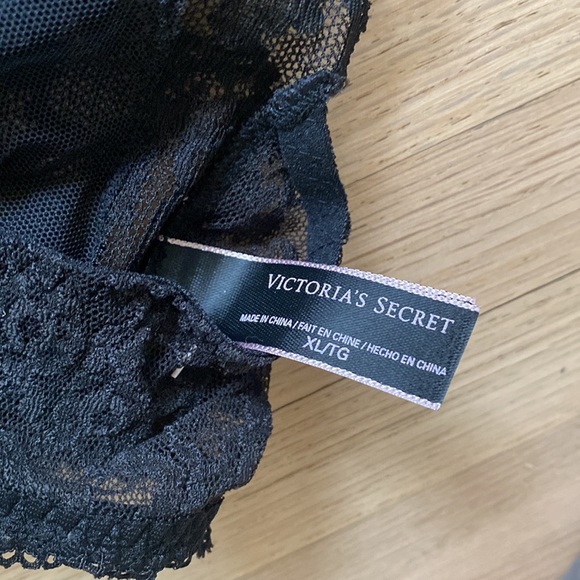 VICTORIA'S SECRET
MADE IN CHINA / FAIT EN CHINE / HECHO EN CHINA
XL/TG